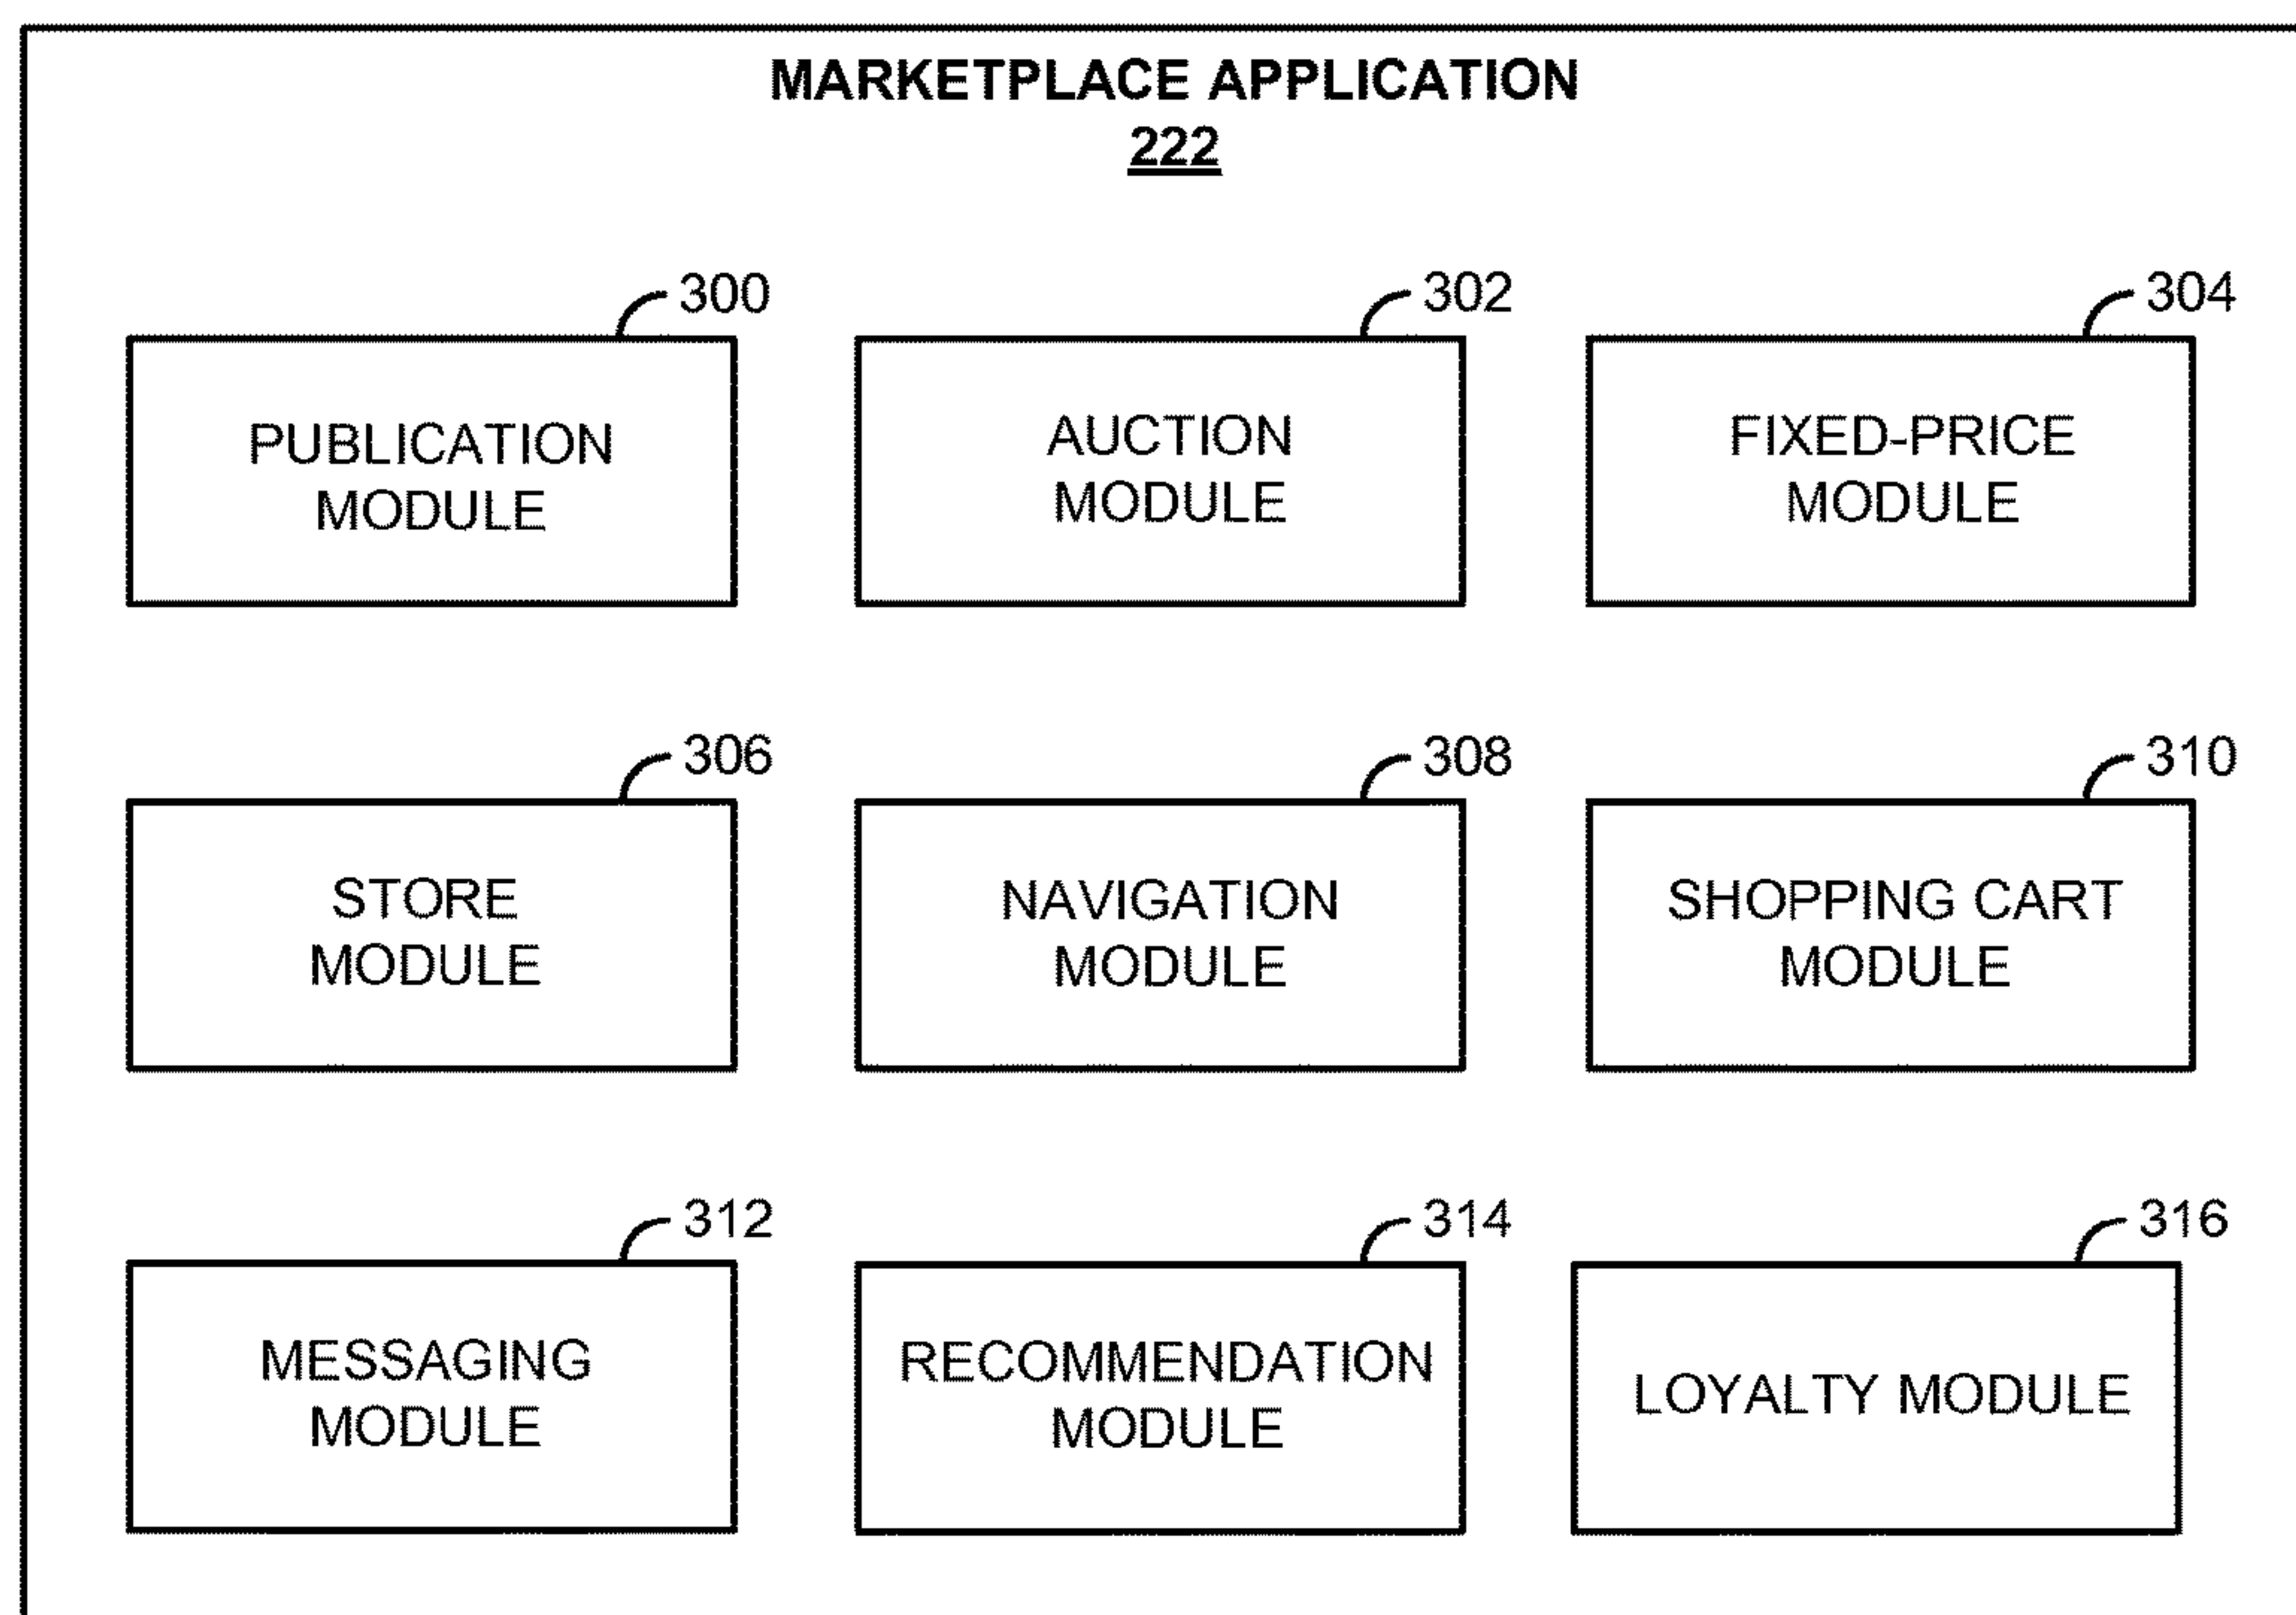 MARKETPLACE APPLICATION
222
300
302
304
PUBLICATION
MODULE
AUCTION
MODULE
FIXED-PRICE
MODULE
306
308
310
STORE
MODULE
NAVIGATION
MODULE
SHOPPING CART
MODULE
312
314
316
MESSAGING
MODULE
RECOMMENDATION
MODULE
LOYALTY MODULE